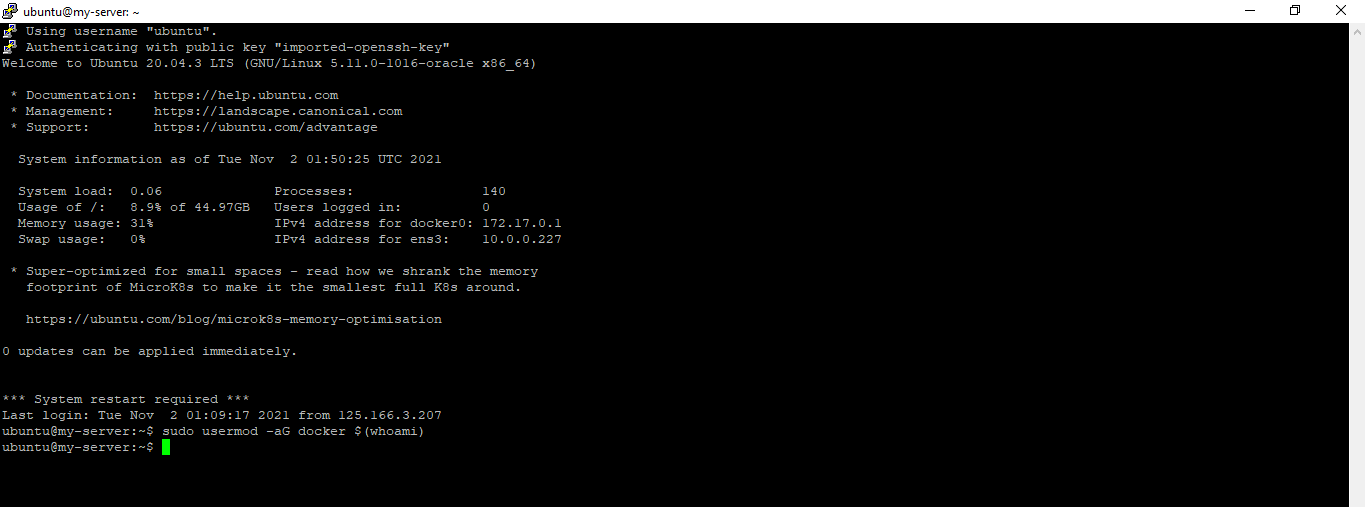 ubuntu@my-server: ~
Using username "ubuntu".
Authenticating with public key "imported-openssh-key"
Welcome to Ubuntu 20.04.3 LTS (GNU/Linux 5.11.0-1016-oracle x86_64)
* Documentation:  https://help.ubuntu.com
* Management:     https://landscape.canonical.com
* Support:        https://ubuntu.com/advantage
System information as of Tue Nov  2 01:50:25 UTC 2021
System load:  0.06              Processes:                140
Usage of /:   8.9% of 44.97GB   Users logged in:          0
Memory usage: 31%               IPv4 address for docker0: 172.17.0.1
Swap usage:   0%                IPv4 address for ens3:    10.0.0.227
* Super-optimized for small spaces - read how we shrank the memory
footprint of MicroK8s to make it the smallest full K8s around.
https://ubuntu.com/blog/microk8s-memory-optimisation
0 updates can be applied immediately.
*** System restart required ***
Last login: Tue Nov  2 01:09:17 2021 from 125.166.3.207
ubuntu@my-server:~$ sudo usermod -aG docker $(whoami)
ubuntu@my-server:~$